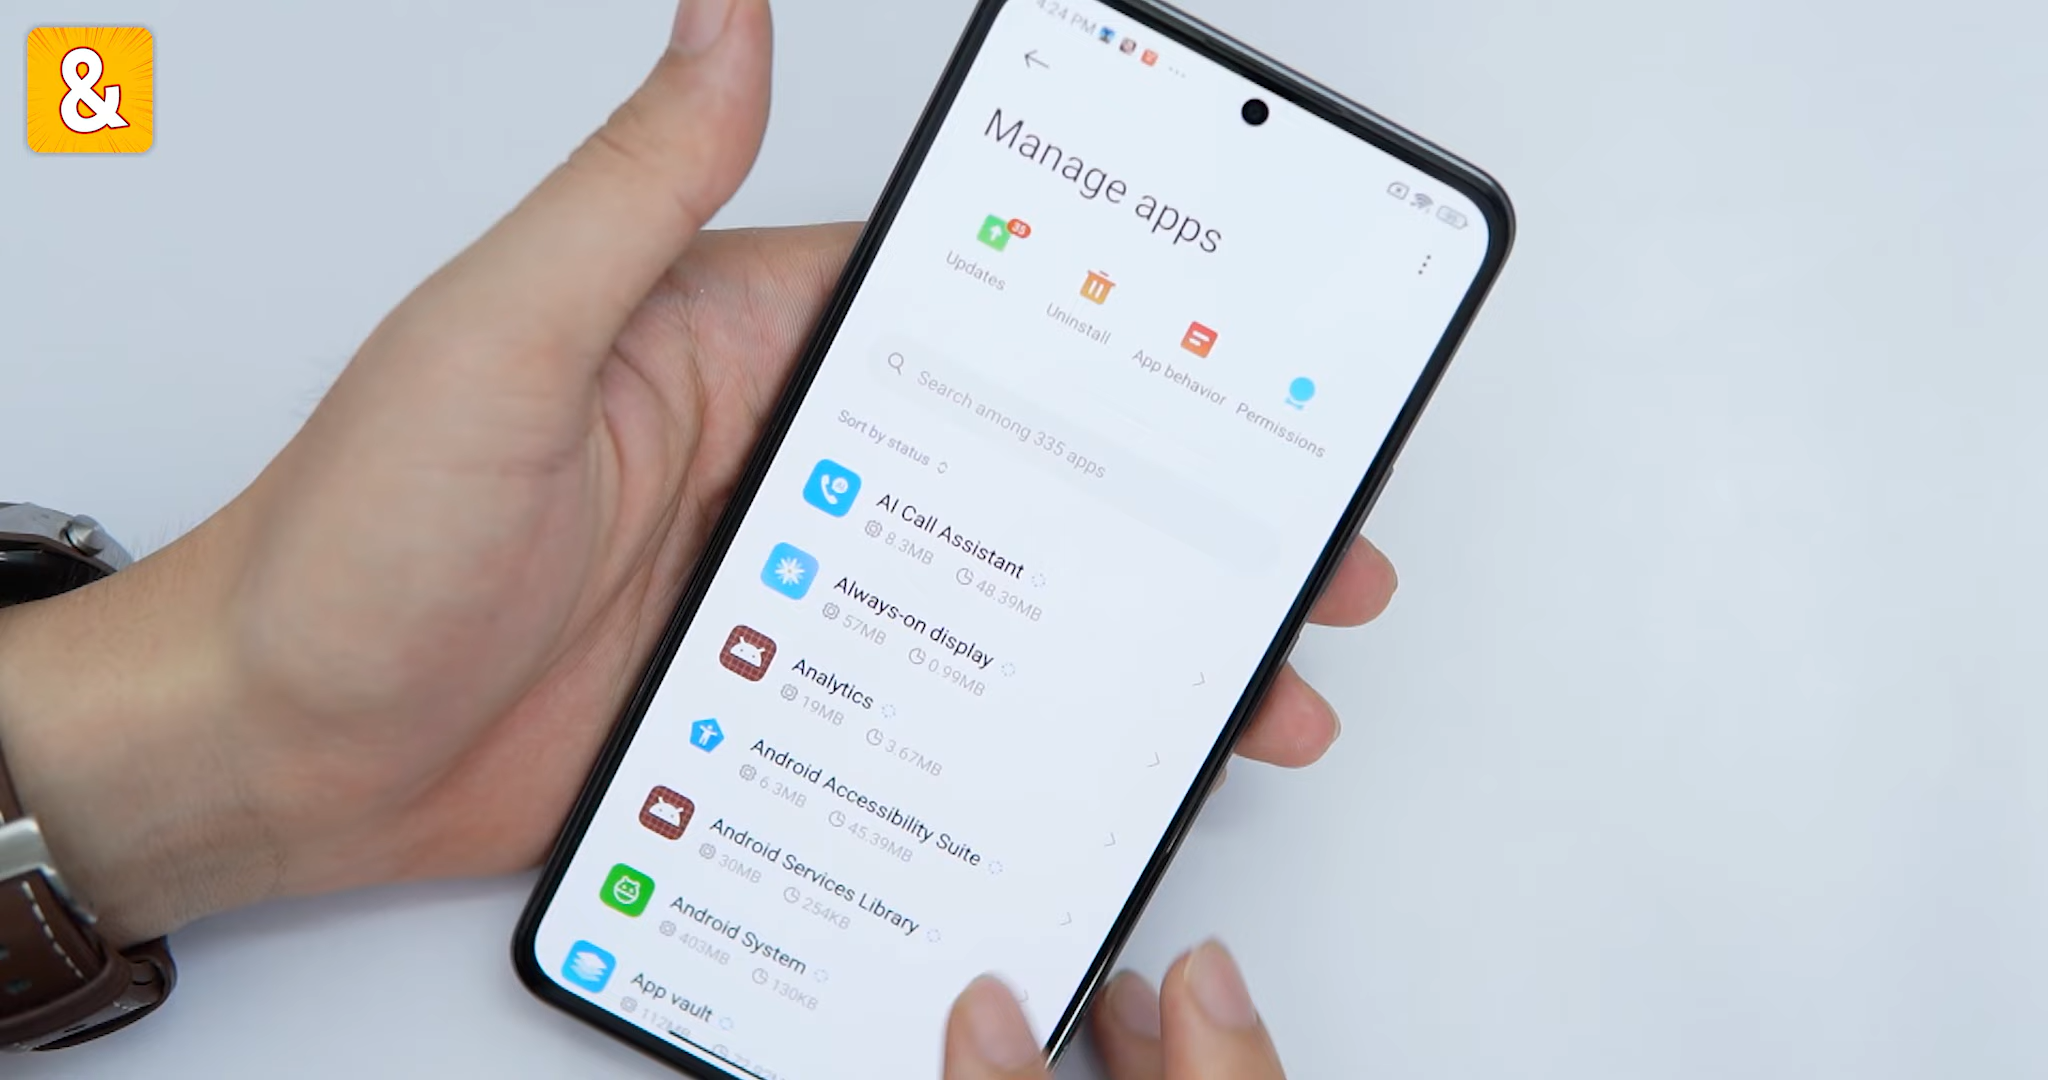 &
4:24 PM
Manage apps
35
Updates
Uninstall
App behavior
Permissions
Search among 335 apps
Sort by status
AI Call Assistant
8.3MB 48.39MB
Always-on display
57MB 0.99MB
Analytics
19MB 3.67MB
Android Accessibility Suite
6.3MB 45.39MB
Android Services Library
30MB 254KB
Android System
403MB 130KB
App vault
112MB